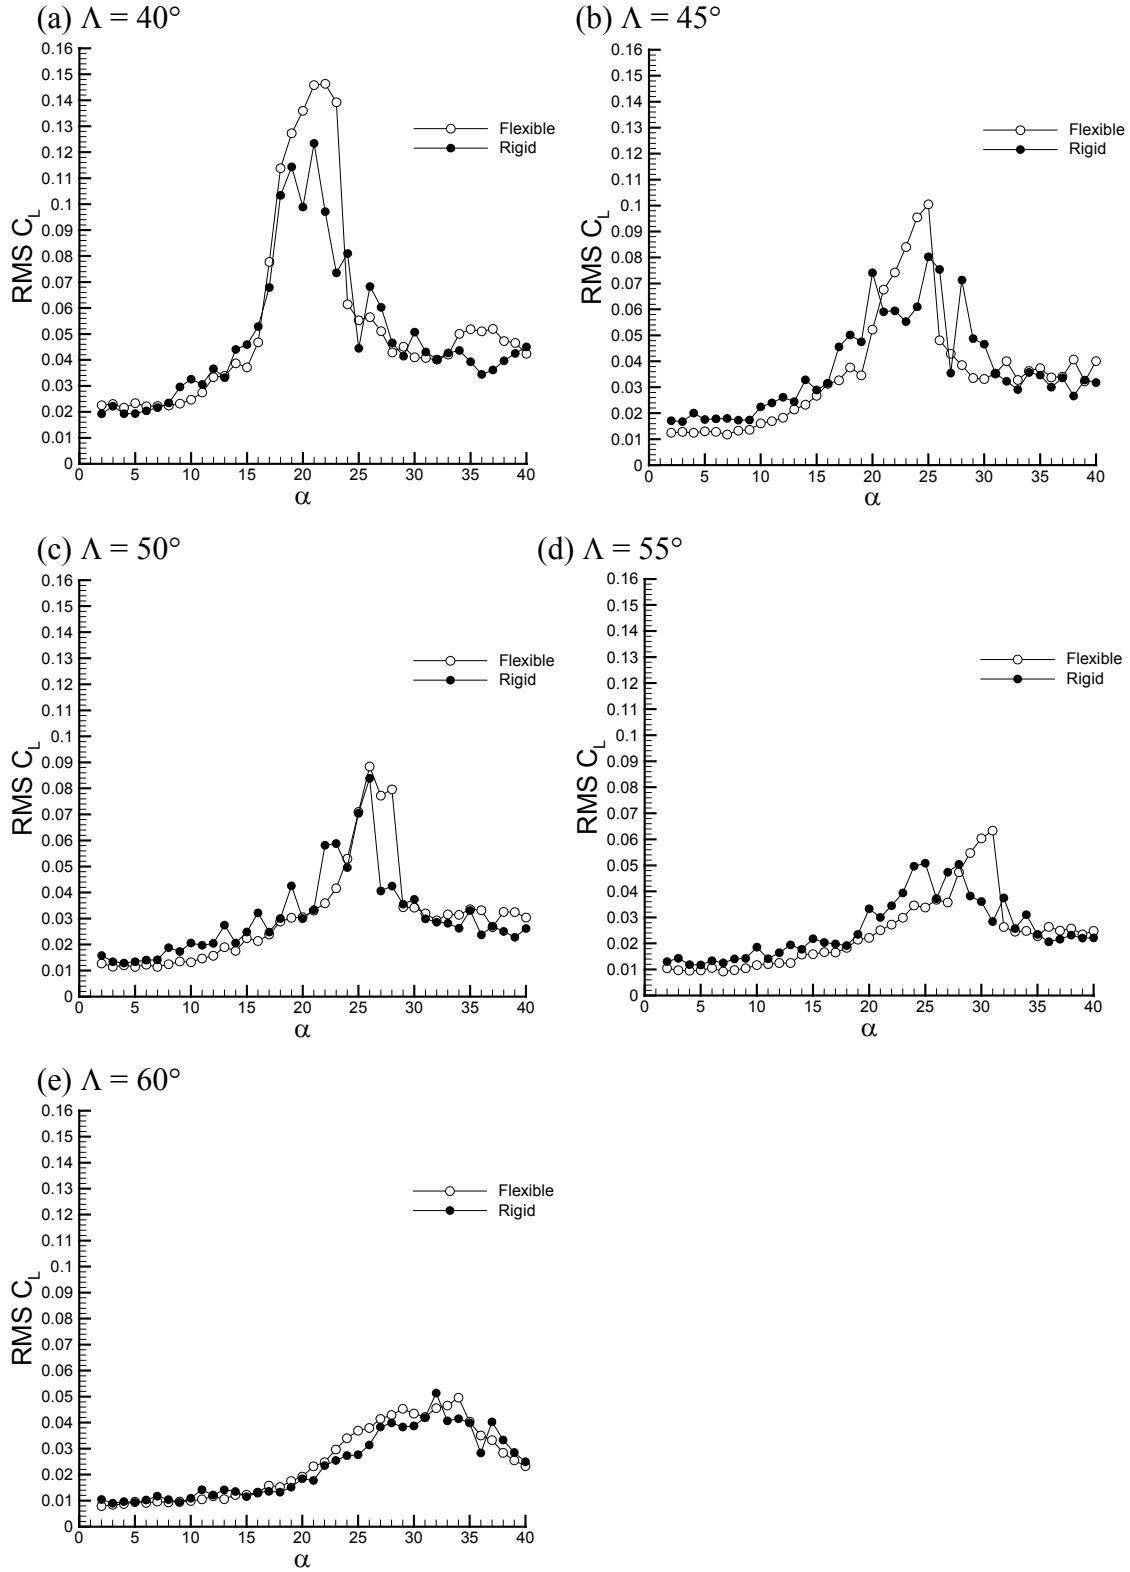 (a) Λ = 40°
0.16
0.15
0.14
0.13
0.12
0.11
0.1
0.09
0.08
0.07
0.06
0.05
0.04
0.03
0.02
0.01
0
RMS C_L
0 5 10 15 20 25 30 35 40
α
Flexible
Rigid
(b) Λ = 45°
0.16
0.15
0.14
0.13
0.12
0.11
0.1
0.09
0.08
0.07
0.06
0.05
0.04
0.03
0.02
0.01
0
RMS C_L
0 5 10 15 20 25 30 35 40
α
Flexible
Rigid
(c) Λ = 50°
0.16
0.15
0.14
0.13
0.12
0.11
0.1
0.09
0.08
0.07
0.06
0.05
0.04
0.03
0.02
0.01
0
RMS C_L
0 5 10 15 20 25 30 35 40
α
Flexible
Rigid
(d) Λ = 55°
0.16
0.15
0.14
0.13
0.12
0.11
0.1
0.09
0.08
0.07
0.06
0.05
0.04
0.03
0.02
0.01
0
RMS C_L
0 5 10 15 20 25 30 35 40
α
Flexible
Rigid
(e) Λ = 60°
0.16
0.15
0.14
0.13
0.12
0.11
0.1
0.09
0.08
0.07
0.06
0.05
0.04
0.03
0.02
0.01
0
RMS C_L
0 5 10 15 20 25 30 35 40
α
Flexible
Rigid